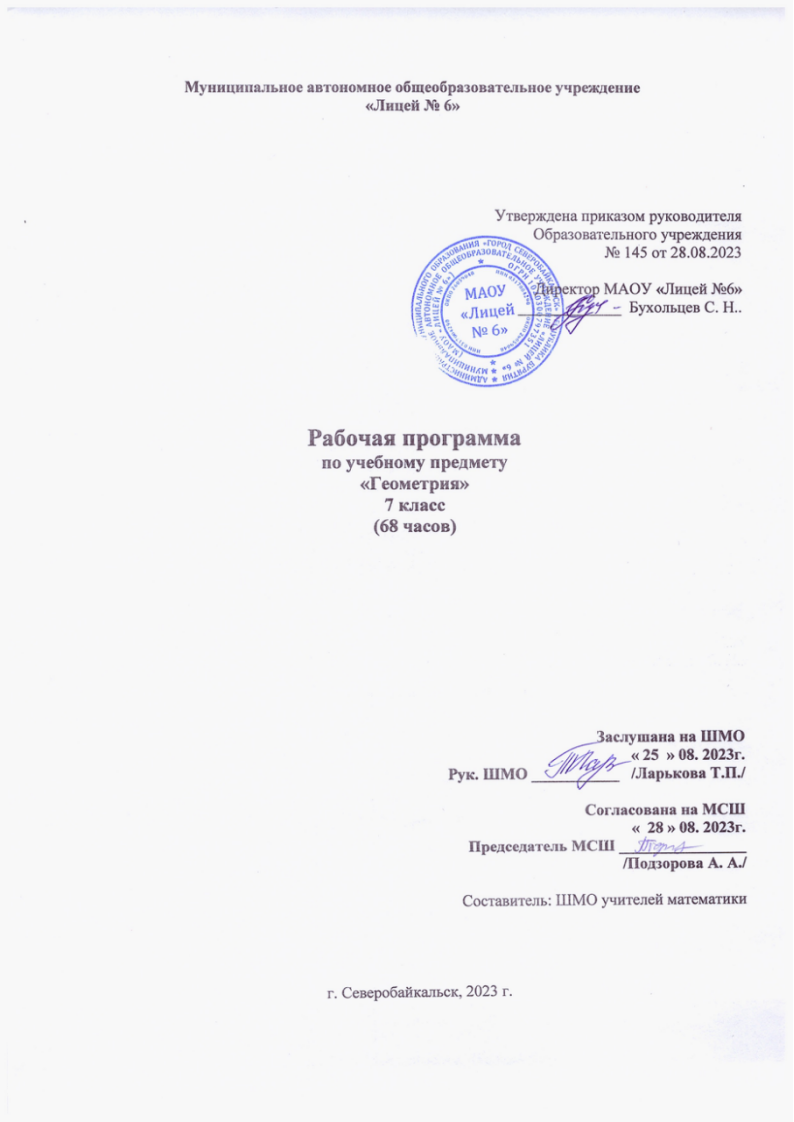 Муниципальное автономное общеобразовательное учреждение
«Лицей № 6»
Утверждена приказом руководителя
Образовательного учреждения
№ 145 от 28.08.2023
Директор МАОУ «Лицей №6»
Бухольцев С. Н..
МАОУ
«Лицей
№ 6»
Рабочая программа
по учебному предмету
«Геометрия»
7 класс
(68 часов)
Заслушана на ШМО
« 25 » 08. 2023г.
Рук. ШМО ____________ /Ларькова Т.П./
Согласована на МСШ
« 28 » 08. 2023г.
Председатель МСШ ________________
/Подзорова А. А./
Составитель: ШМО учителей математики
г. Северобайкальск, 2023 г.